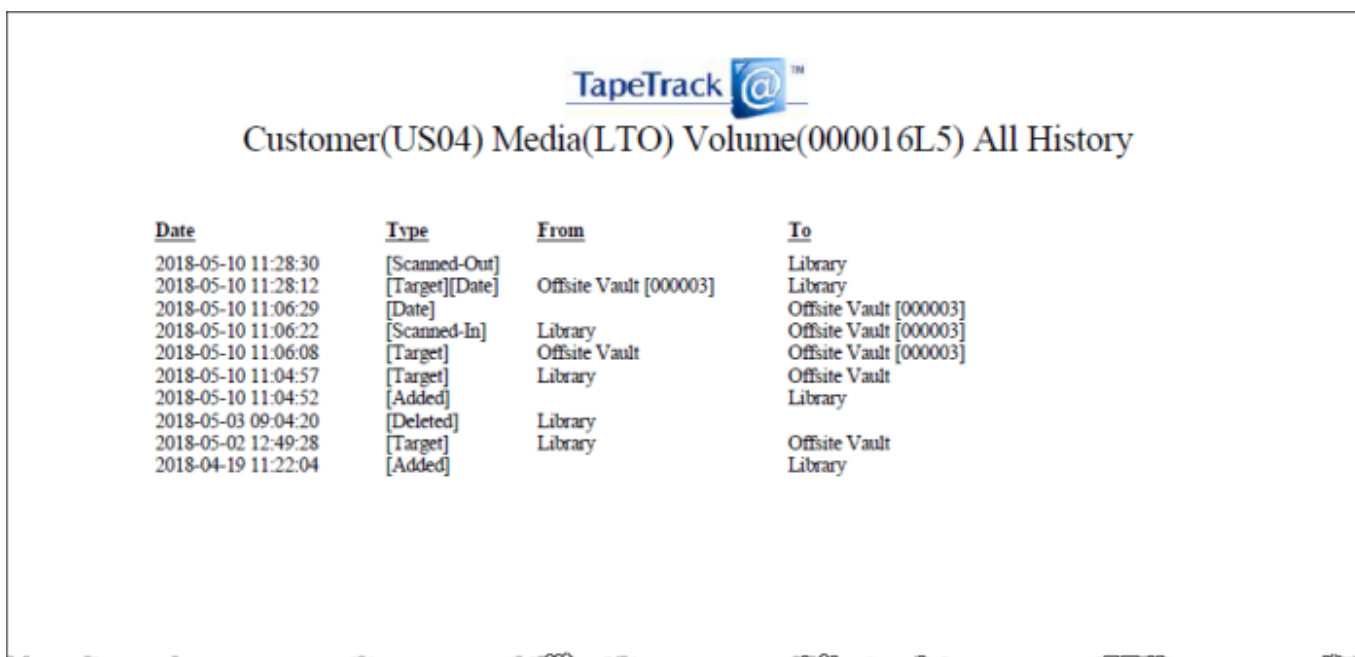 TapeTrack @ ™
Customer(US04) Media(LTO) Volume(000016L5) All History
Date Type From To
2018-05-10 11:28:30 [Scanned-Out] Library
2018-05-10 11:28:12 [Target][Date] Offsite Vault [000003] Library
2018-05-10 11:06:29 [Date] Offsite Vault [000003]
2018-05-10 11:06:22 [Scanned-In] Library Offsite Vault [000003]
2018-05-10 11:06:08 [Target] Offsite Vault Offsite Vault [000003]
2018-05-10 11:04:57 [Target] Library Offsite Vault
2018-05-10 11:04:52 [Added] Library
2018-05-03 09:04:20 [Deleted] Library
2018-05-02 12:49:28 [Target] Library Offsite Vault
2018-04-19 11:22:04 [Added] Library